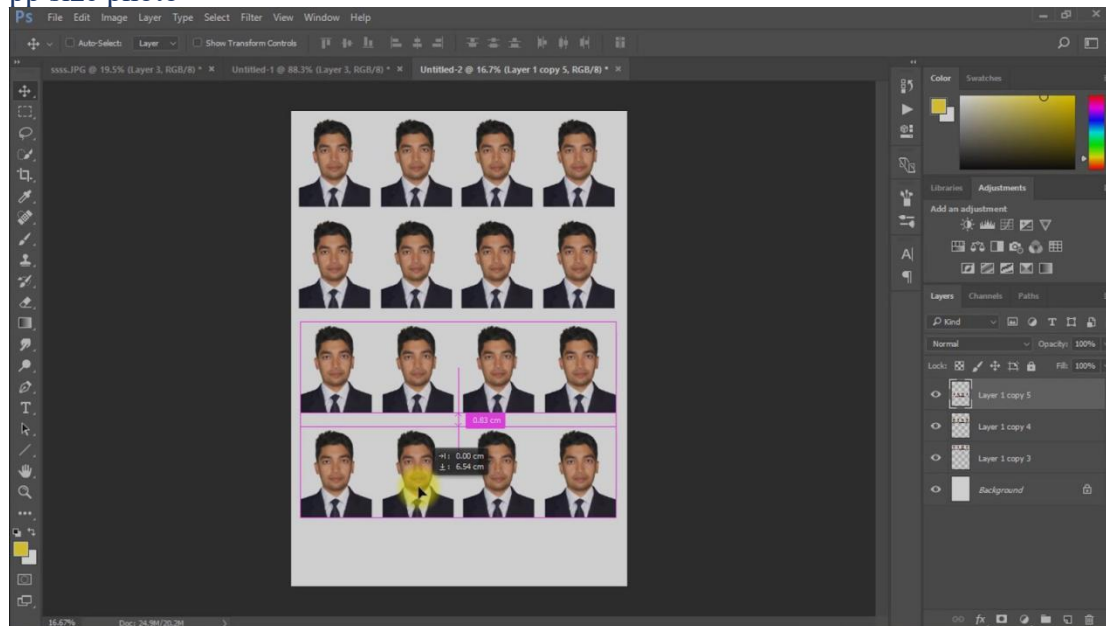 pp size photo
Ps File Edit Image Layer Type Select Filter View Window Help
Auto-Select: Layer Show Transform Controls
ssss.JPG @ 19.5% (Layer 3, RGB/8) * × Untitled-1 @ 88.3% (Layer 3, RGB/8) * × Untitled-2 @ 16.7% (Layer 1 copy 5, RGB/8) * ×
Color Swatches
Libraries Adjustments
Add an adjustment
Layers Channels Paths
Kind
Normal Opacity: 100%
Lock: Fill: 100%
Layer 1 copy 5
Layer 1 copy 4
Layer 1 copy 3
Background
0.83 cm
→|: 0.00 cm
↓: 6.54 cm
16.67% Doc: 24.9M/20.2M